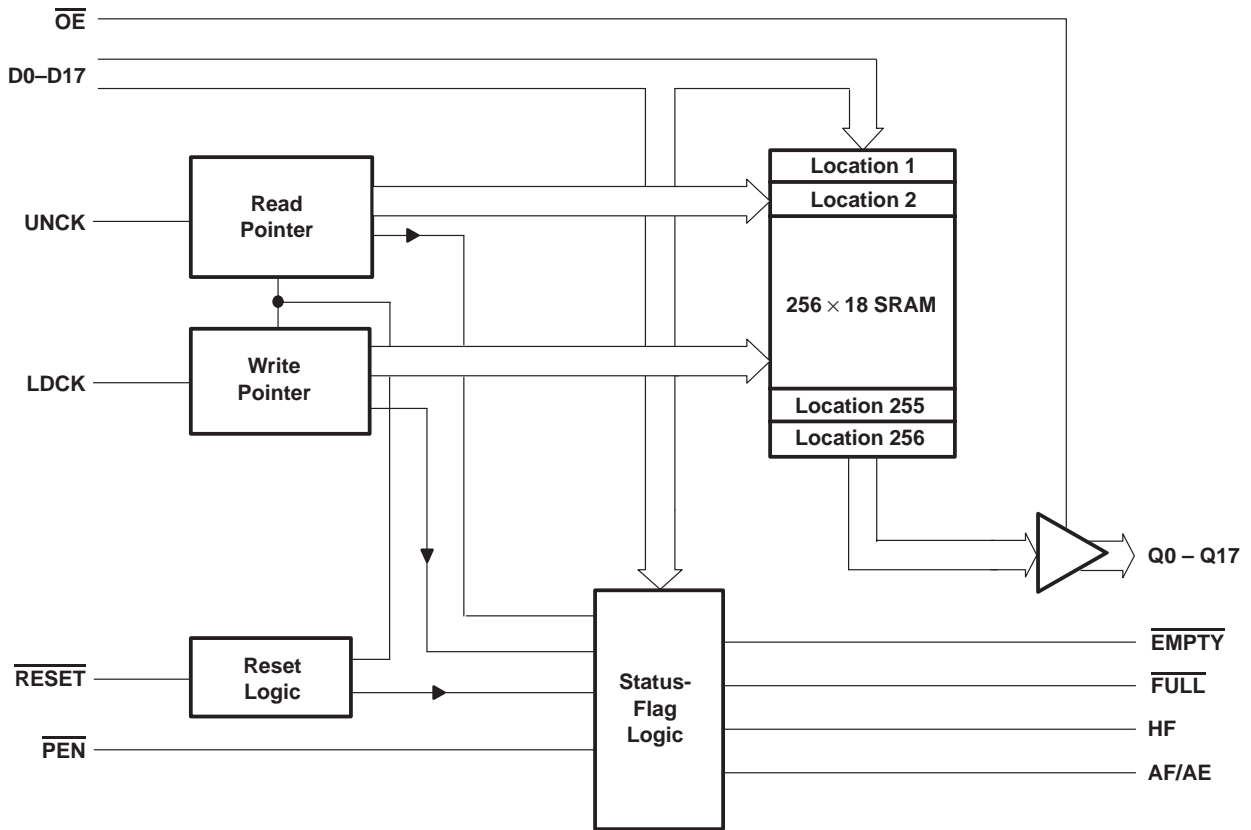 OE
D0–D17
Location 1
Location 2
Read
Pointer
UNCK
256 × 18 SRAM
Write
Pointer
LDCK
Location 255
Location 256
Q0 – Q17
EMPTY
RESET
Reset
Logic
Status-
Flag
Logic
FULL
HF
PEN
AF/AE